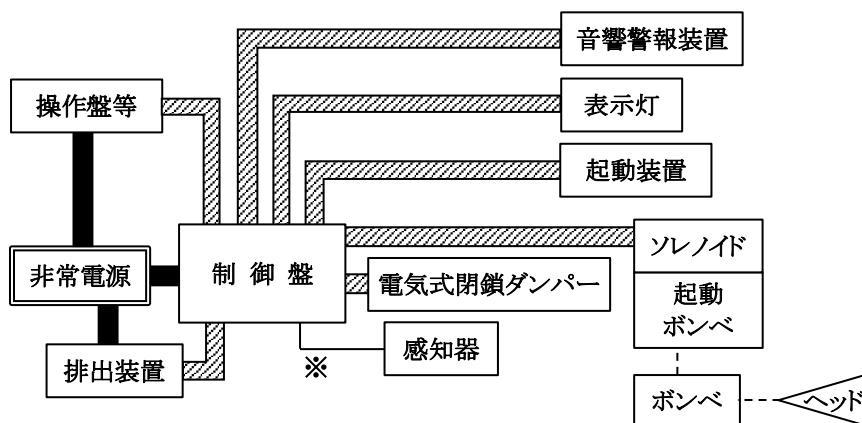 音響警報装置
操作盤等
表示灯
起動装置
ソレノイド
非常電源
制御盤
電気式閉鎖ダンパー
起動
ボンベ
感知器
※
排出装置
ボンベ
ヘッド